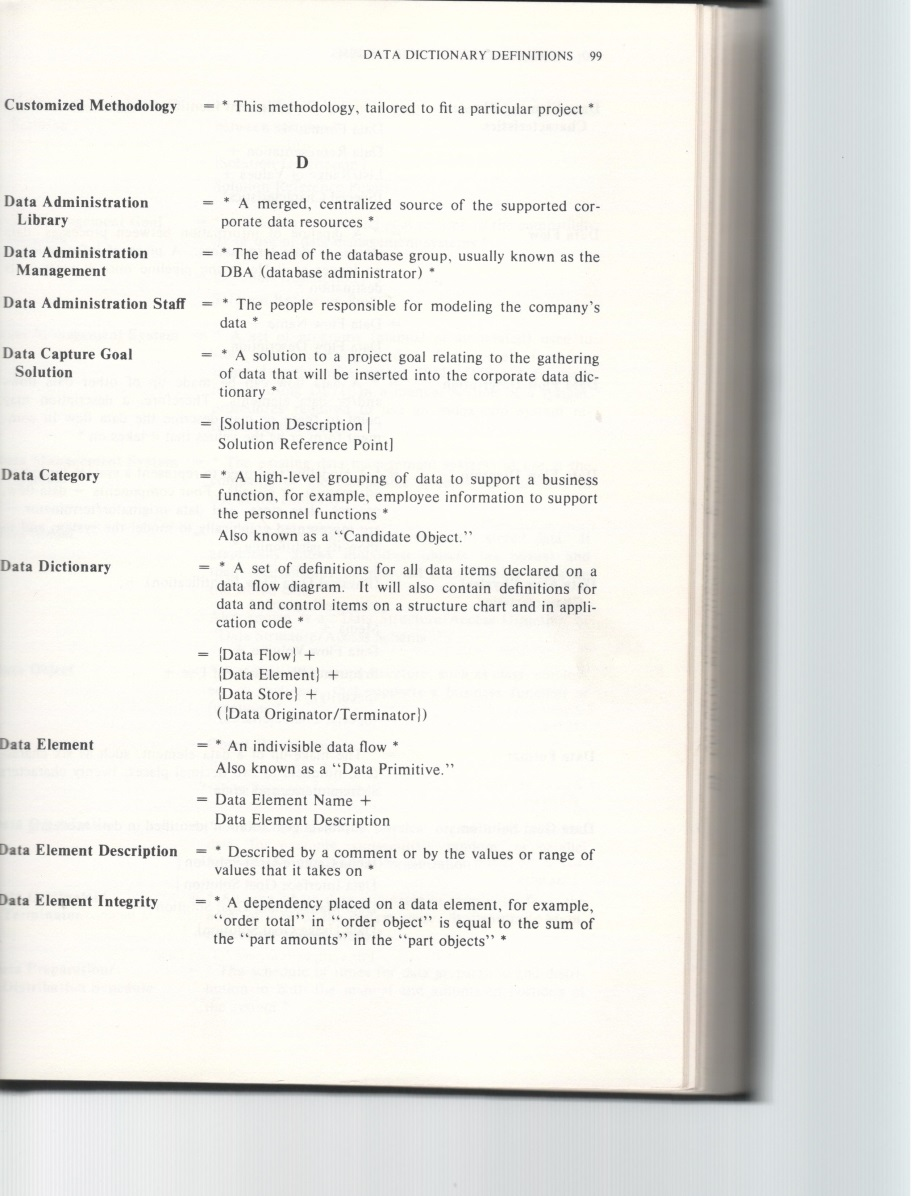 DATA DICTIONARY DEFINITIONS 99
Customized Methodology = * This methodology, tailored to fit a particular project *
D
Data Administration = * A merged, centralized source of the supported cor-
Library porate data resources *
Data Administration = * The head of the database group, usually known as the
Management DBA (database administrator) *
Data Administration Staff = * The people responsible for modeling the company's
data *
Data Capture Goal = * A solution to a project goal relating to the gathering
Solution of data that will be inserted into the corporate data dic-
tionary *
= [Solution Description |
Solution Reference Point]
Data Category = * A high-level grouping of data to support a business
function, for example, employee information to support
the personnel functions *
Also known as a "Candidate Object."
Data Dictionary = * A set of definitions for all data items declared on a
data flow diagram. It will also contain definitions for
data and control items on a structure chart and in appli-
cation code *
= {Data Flow} +
{Data Element} +
{Data Store} +
({Data Originator/Terminator})
Data Element = * An indivisible data flow *
Also known as a "Data Primitive."
= Data Element Name +
Data Element Description
Data Element Description = * Described by a comment or by the values or range of
values that it takes on *
Data Element Integrity = * A dependency placed on a data element, for example,
"order total" in "order object" is equal to the sum of
the "part amounts" in the "part objects" *